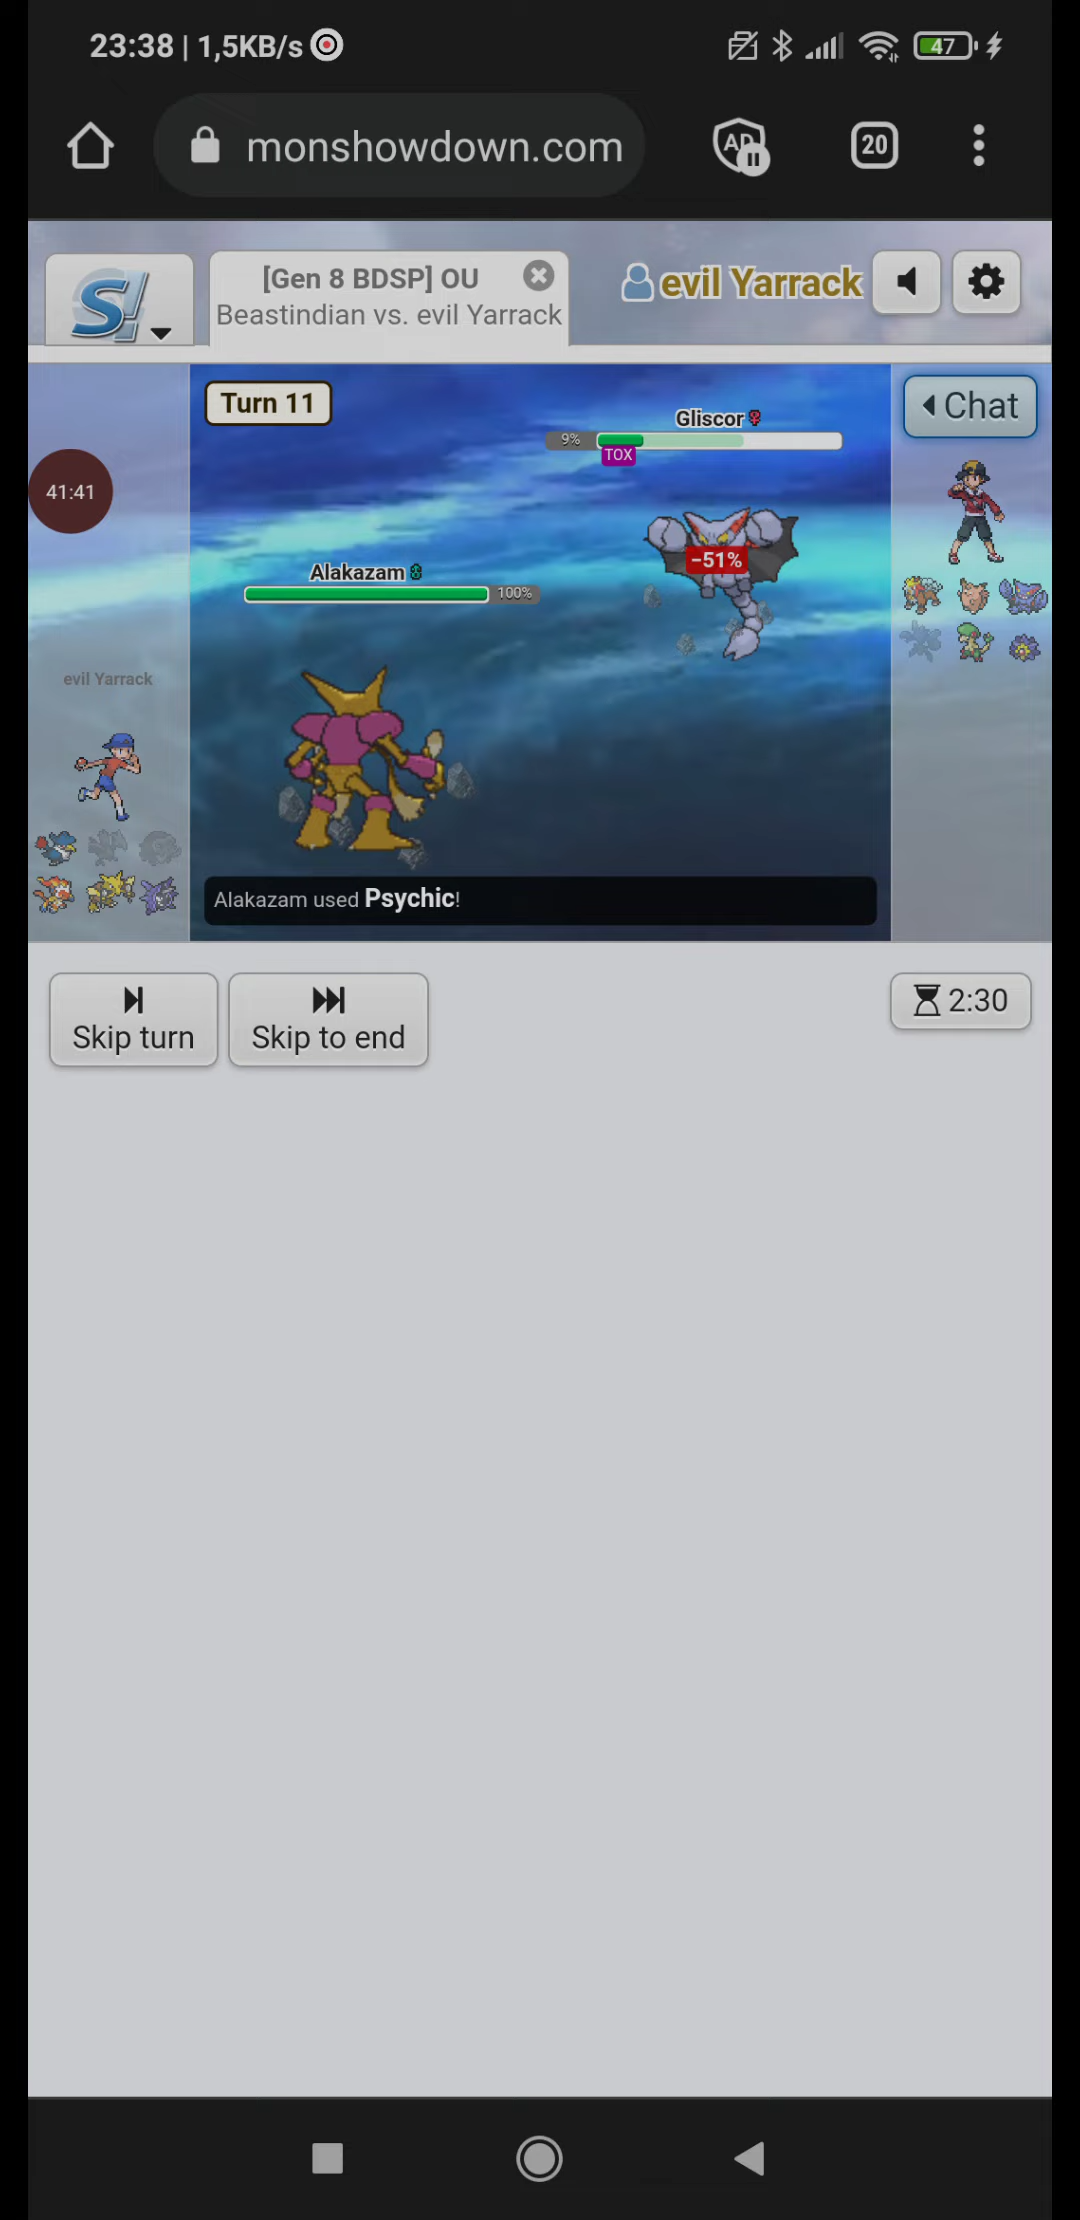 23:38 | 1,5KB/s
47
monshowdown.com
AD
20
S!
[Gen 8 BDSP] OU
Beastindian vs. evil Yarrack
evil Yarrack
Turn 11
Chat
Gliscor
9%
TOX
41:41
-51%
Alakazam
100%
evil Yarrack
Alakazam used Psychic!
Skip turn
Skip to end
2:30